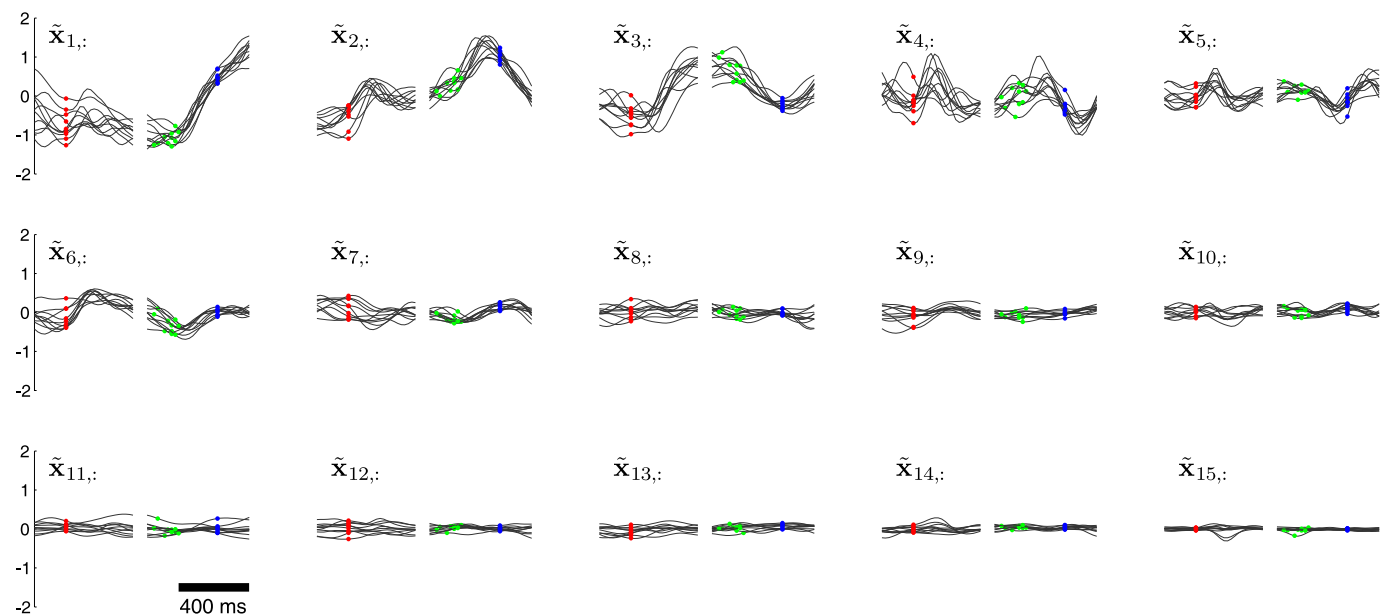 2
1
0
-1
-2
x̃1,:
x̃2,:
x̃3,:
x̃4,:
x̃5,:
2
1
0
-1
-2
x̃6,:
x̃7,:
x̃8,:
x̃9,:
x̃10,:
2
1
0
-1
-2
x̃11,:
x̃12,:
x̃13,:
x̃14,:
x̃15,:
400 ms